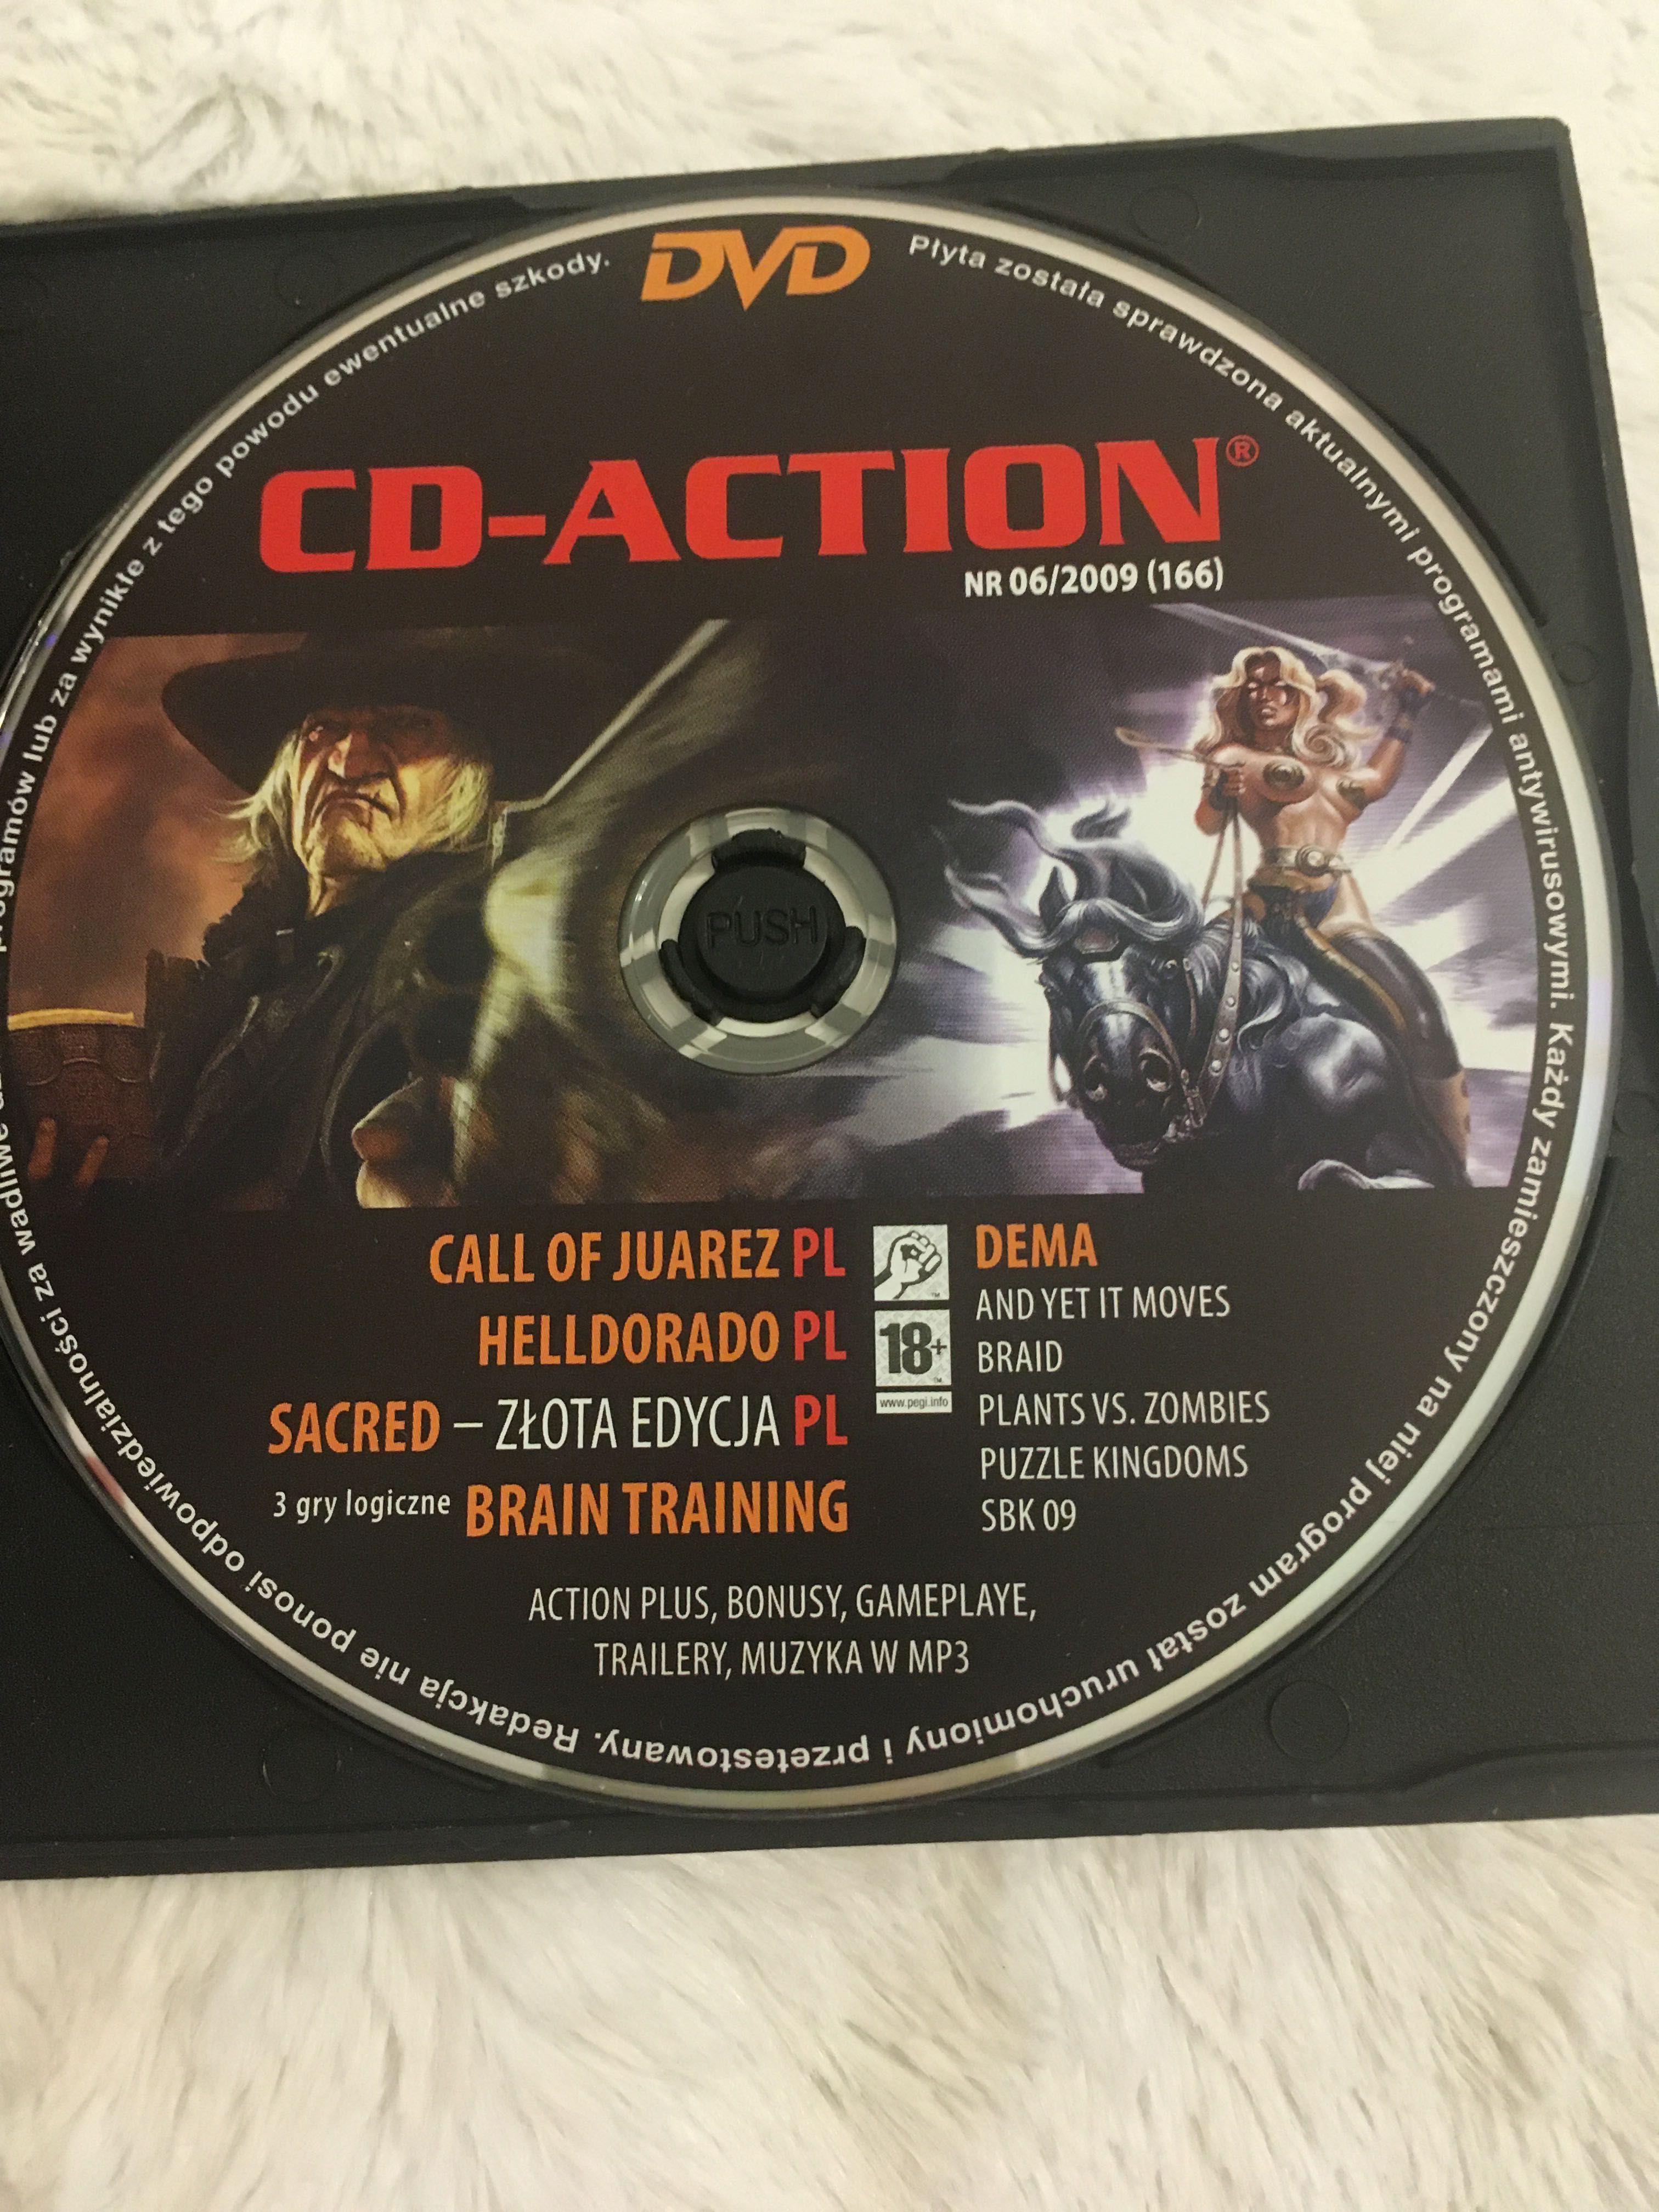 DVD
Płyta została sprawdzona aktualnymi programami antywirusowymi. Każdy zamieszczony na niej program został uruchomiony i przetestowany. Redakcja nie ponosi odpowiedzialności za wadliwe programów lub za wynikłe z tego powodu ewentualne szkody.
CD-ACTION®
NR 06/2009 (166)
PUSH
CALL OF JUAREZ PL
HELLDORADO PL
SACRED – ZŁOTA EDYCJA PL
3 gry logiczne BRAIN TRAINING
18+
www.pegi.info
DEMA
AND YET IT MOVES
BRAID
PLANTS VS. ZOMBIES
PUZZLE KINGDOMS
SBK 09
ACTION PLUS, BONUSY, GAMEPLAYE,
TRAILERY, MUZYKA W MP3